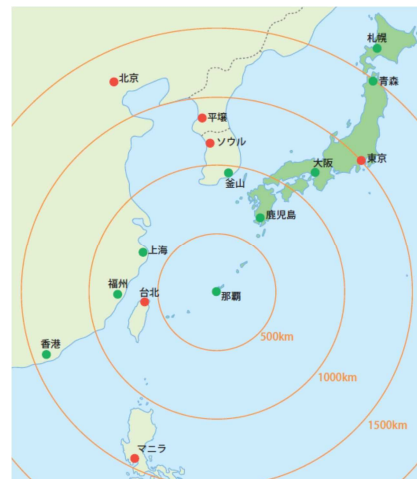 札幌
青森
北京
平壌
ソウル
大阪
東京
釜山
鹿児島
上海
福州
台北
那覇
500km
香港
1000km
1500km
マニラ